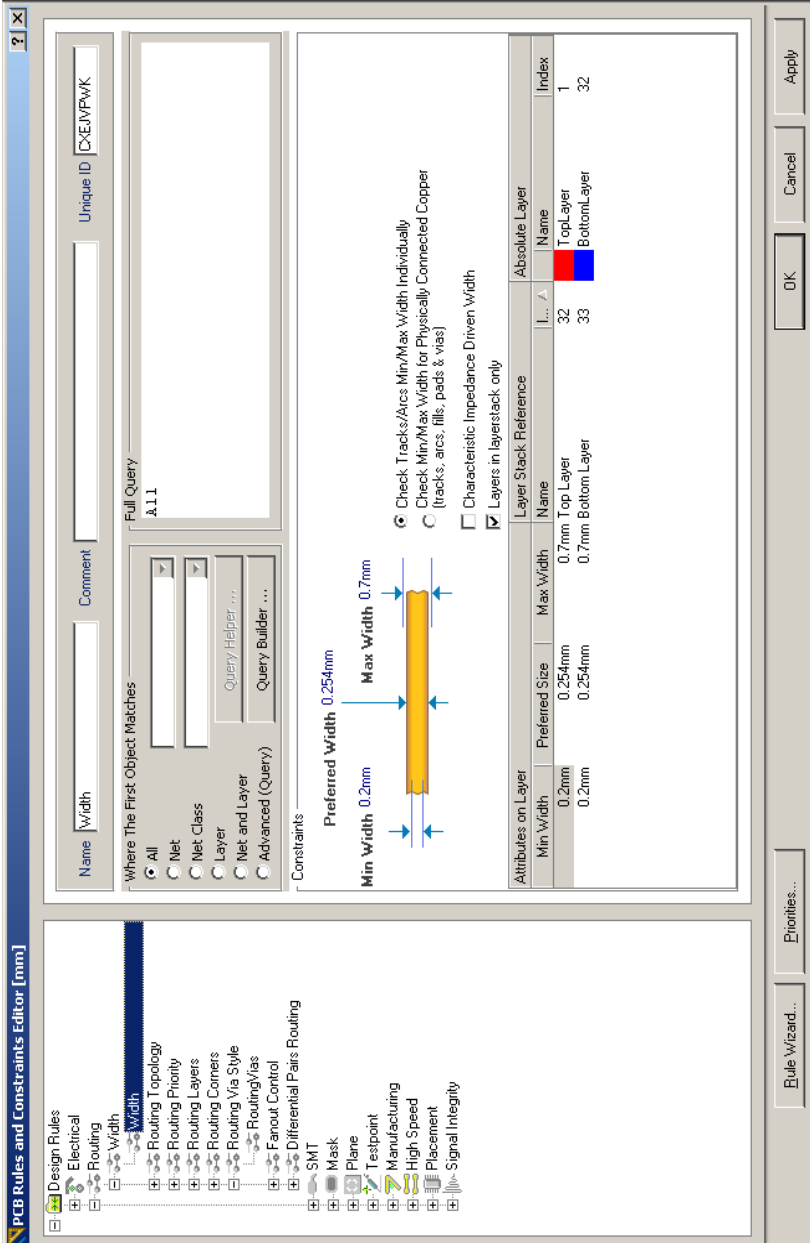 PCB Rules and Constraints Editor [mm]
? X
Design Rules
Electrical
Routing
Width
Width
Routing Topology
Routing Priority
Routing Layers
Routing Corners
Routing Via Style
RoutingVias
Fanout Control
Differential Pairs Routing
SMT
Mask
Plane
Testpoint
Manufacturing
High Speed
Placement
Signal Integrity
Name Width Comment Unique ID CXEJVPWK
Where The First Object Matches
All
Net
Net Class
Layer
Net and Layer
Advanced (Query)
Query Helper ...
Query Builder ...
Full Query
All
Constraints
Preferred Width 0.254mm
Min Width 0.2mm Max Width 0.7mm
Check Tracks/Arcs Min/Max Width Individually
Check Min/Max Width for Physically Connected Copper
(tracks, arcs, fills, pads & vias)
Characteristic Impedance Driven Width
Layers in layerstack only
Attributes on Layer Layer Stack Reference Absolute Layer
Min Width Preferred Size Max Width Name I... Name Index
0.2mm 0.254mm 0.7mm Top Layer 32 TopLayer 1
0.2mm 0.254mm 0.7mm Bottom Layer 33 BottomLayer 32
Rule Wizard... Priorities... OK Cancel Apply